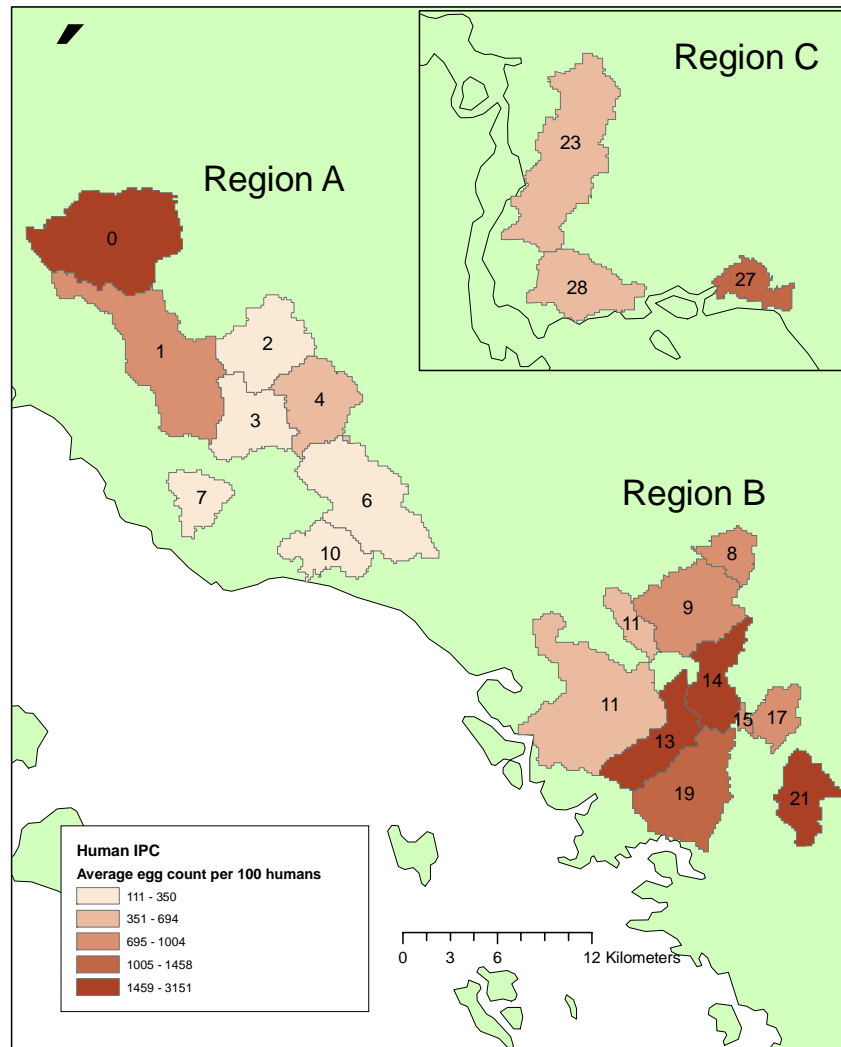 Region C
23
Region A
0
28
27
1
2
4
3
7
6
Region B
10
8
9
11
14
11
15
17
13
19
21
Human IPC
Average egg count per 100 humans
111 - 350
351 - 694
695 - 1004
1005 - 1458
1459 - 3151
0 3 6 12 Kilometers